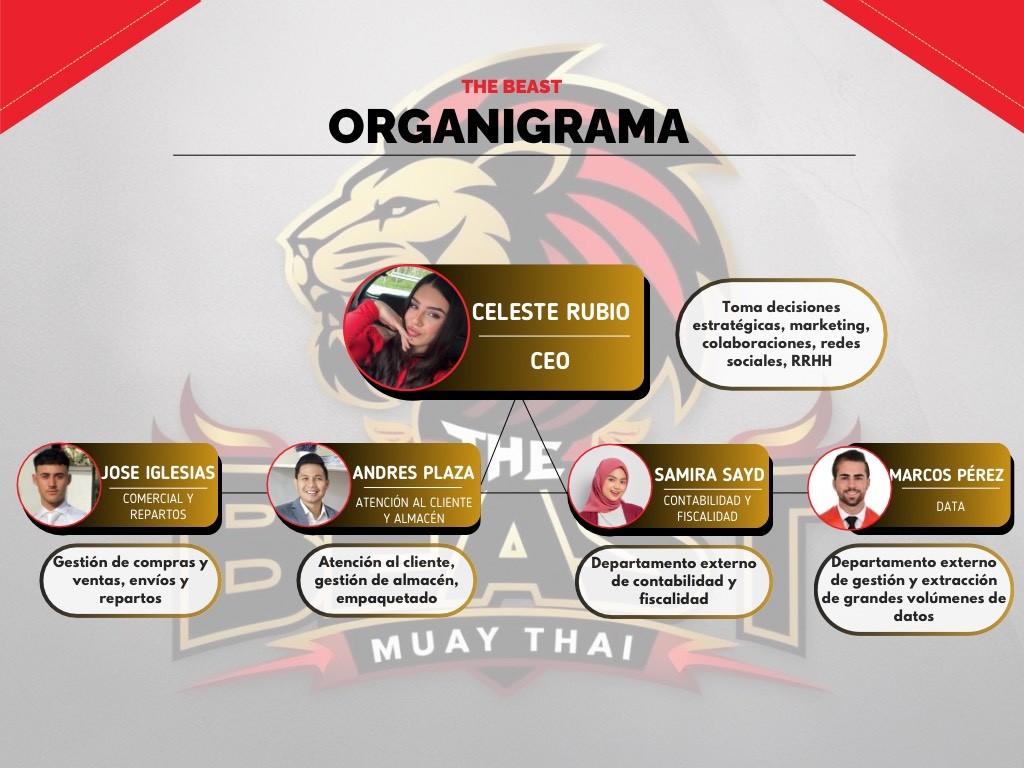 THE BEAST
ORGANIGRAMA
CELESTE RUBIO
CEO
Toma decisiones
estratégicas, marketing,
colaboraciones, redes
sociales, RRHH
JOSE IGLESIAS
COMERCIAL Y
REPARTOS
Gestión de compras y
ventas, envíos y
repartos
ANDRES PLAZA
ATENCIÓN AL CLIENTE
Y ALMACÉN
Atención al cliente,
gestión de almacén,
empaquetado
SAMIRA SAYD
CONTABILIDAD Y
FISCALIDAD
Departamento externo
de contabilidad y
fiscalidad
MARCOS PÉREZ
DATA
Departamento externo
de gestión y extracción
de grandes volúmenes de
datos
THE
BEAST
MUAY THAI